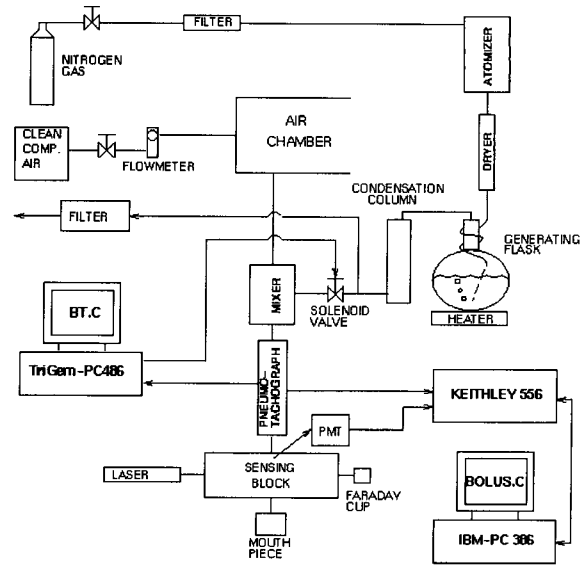 FILTER
NITROGEN
GAS
ATOMIZER
CLEAN
COMP.
AIR
FLOWMETER
AIR
CHAMBER
DRYER
CONDENSATION
COLUMN
FILTER
GENERATING
FLASK
BT.C
MIXER
SOLENOID
VALVE
HEATER
TriGem-PC486
PNEUMO-
TACHOGRAPH
KEITHLEY 556
PMT
LASER
SENSING
BLOCK
FARADAY
CUP
BOLUS.C
MOUTH
PIECE
IBM-PC 386